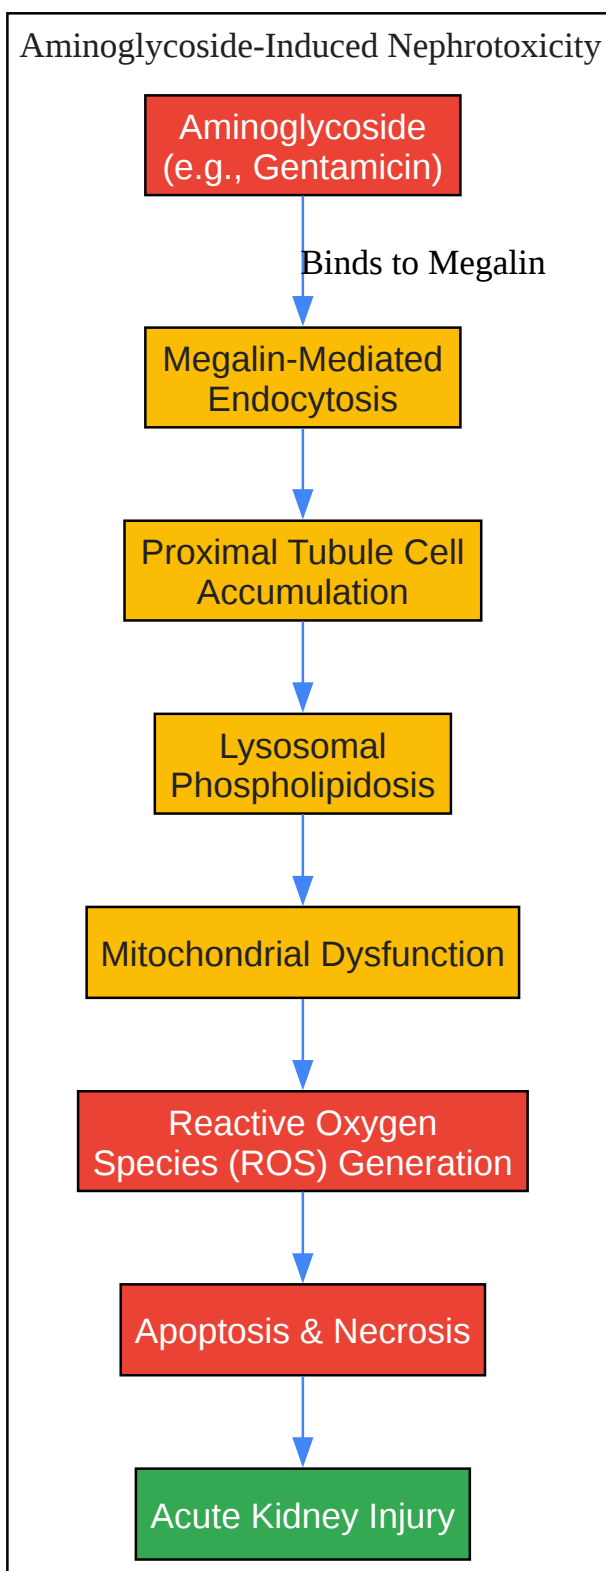 Aminoglycoside-Induced Nephrotoxicity
Aminoglycoside
(e.g., Gentamicin)
Binds to Megalin
Megalin-Mediated
Endocytosis
Proximal Tubule Cell
Accumulation
Lysosomal
Phospholipidosis
Mitochondrial Dysfunction
Reactive Oxygen
Species (ROS) Generation
Apoptosis & Necrosis
Acute Kidney Injury